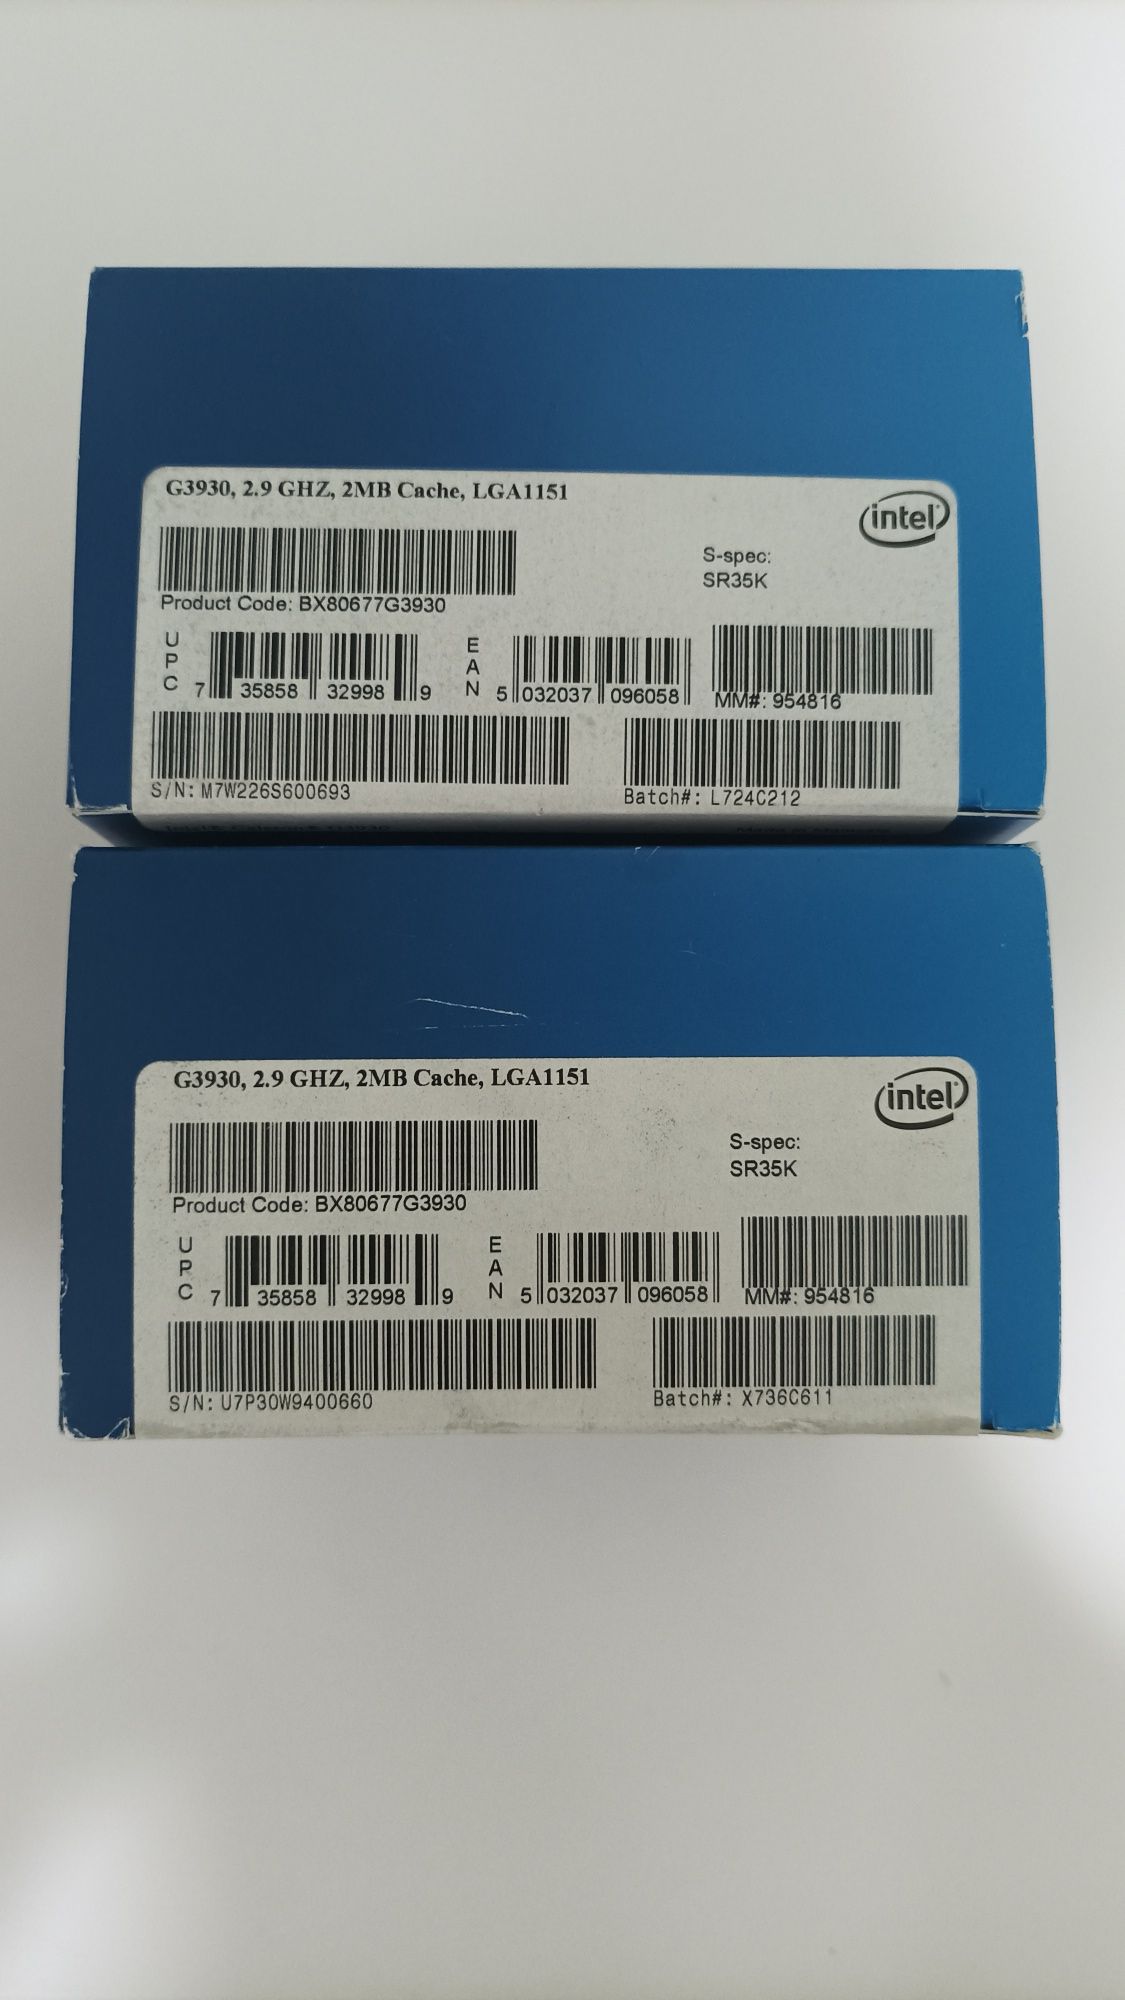 G3930, 2.9 GHZ, 2MB Cache, LGA1151
intel
S-spec:
SR35K
Product Code: BX80677G3930
UPC 7 35858 32998 9
EAN 5 032037 096058
MM#: 954816
S/N: M7W226S600693
Batch#: L724C212
G3930, 2.9 GHZ, 2MB Cache, LGA1151
intel
S-spec:
SR35K
Product Code: BX80677G3930
UPC 7 35858 32998 9
EAN 5 032037 096058
MM#: 954816
S/N: U7P30W9400660
Batch#: X736C611